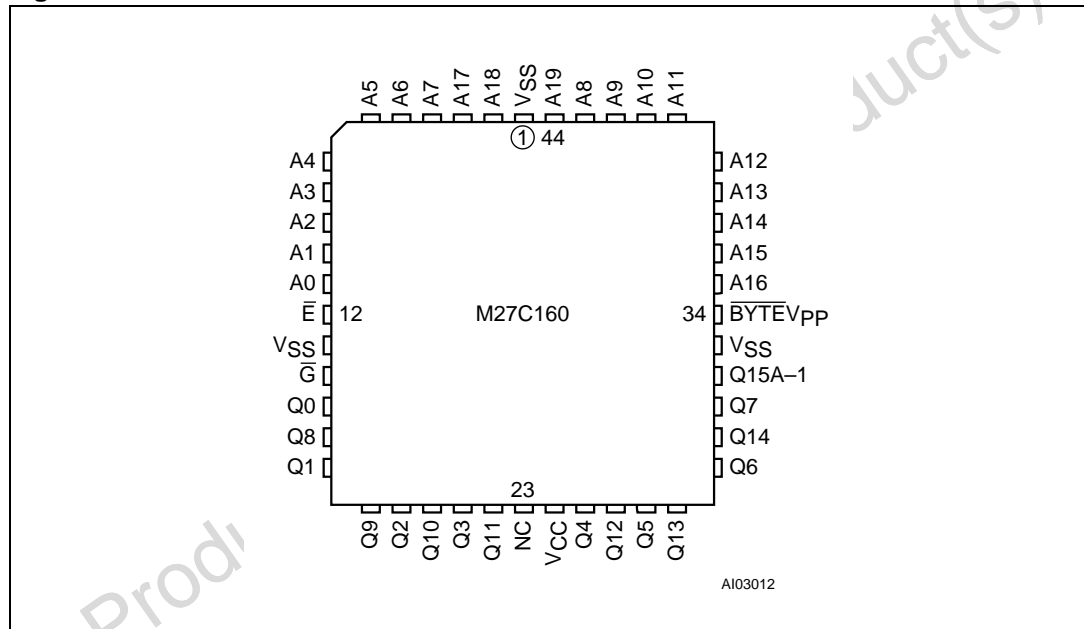 A5 A6 A7 A17 A18 VSS A19 A8 A9 A10 A11
① 44
A4 A12
A3 A13
A2 A14
A1 A15
A0 A16
E̅ 12 M27C160 34 B̅Y̅T̅E̅VPP
VSS VSS
G̅ Q15A–1
Q0 Q7
Q8 Q14
Q1 Q6
23
Q9 Q2 Q10 Q3 Q11 NC VCC Q4 Q12 Q5 Q13
AI03012